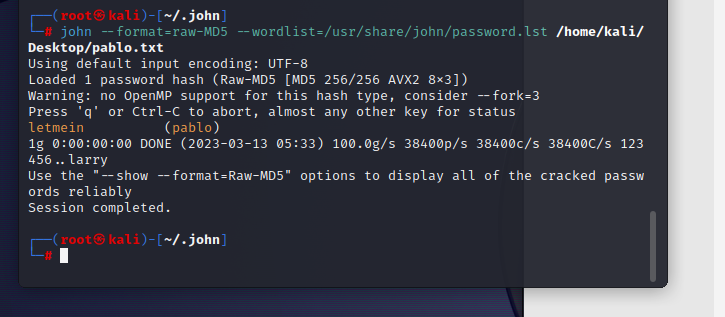 ┌──(root㉿kali)-[~/.john]
└─# john --format=raw-MD5 --wordlist=/usr/share/john/password.lst /home/kali/
Desktop/pablo.txt
Using default input encoding: UTF-8
Loaded 1 password hash (Raw-MD5 [MD5 256/256 AVX2 8×3])
Warning: no OpenMP support for this hash type, consider --fork=3
Press 'q' or Ctrl-C to abort, almost any other key for status
letmein          (pablo)
1g 0:00:00:00 DONE (2023-03-13 05:33) 100.0g/s 38400p/s 38400c/s 38400C/s 123
456..larry
Use the "--show --format=Raw-MD5" options to display all of the cracked passw
ords reliably
Session completed.
┌──(root㉿kali)-[~/.john]
└─#